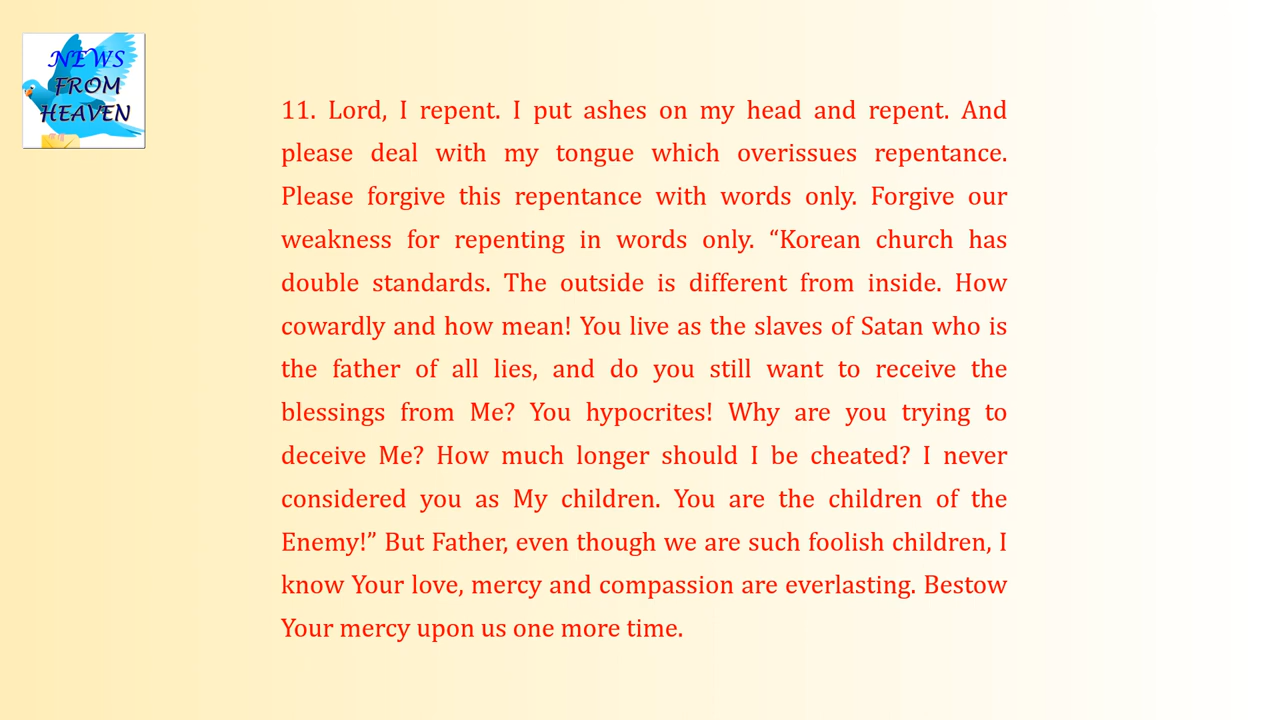 NEWS
FROM
HEAVEN
11. Lord, I repent. I put ashes on my head and repent. And
please deal with my tongue which overissues repentance.
Please forgive this repentance with words only. Forgive our
weakness for repenting in words only. “Korean church has
double standards. The outside is different from inside. How
cowardly and how mean! You live as the slaves of Satan who is
the father of all lies, and do you still want to receive the
blessings from Me? You hypocrites! Why are you trying to
deceive Me? How much longer should I be cheated? I never
considered you as My children. You are the children of the
Enemy!” But Father, even though we are such foolish children, I
know Your love, mercy and compassion are everlasting. Bestow
Your mercy upon us one more time.